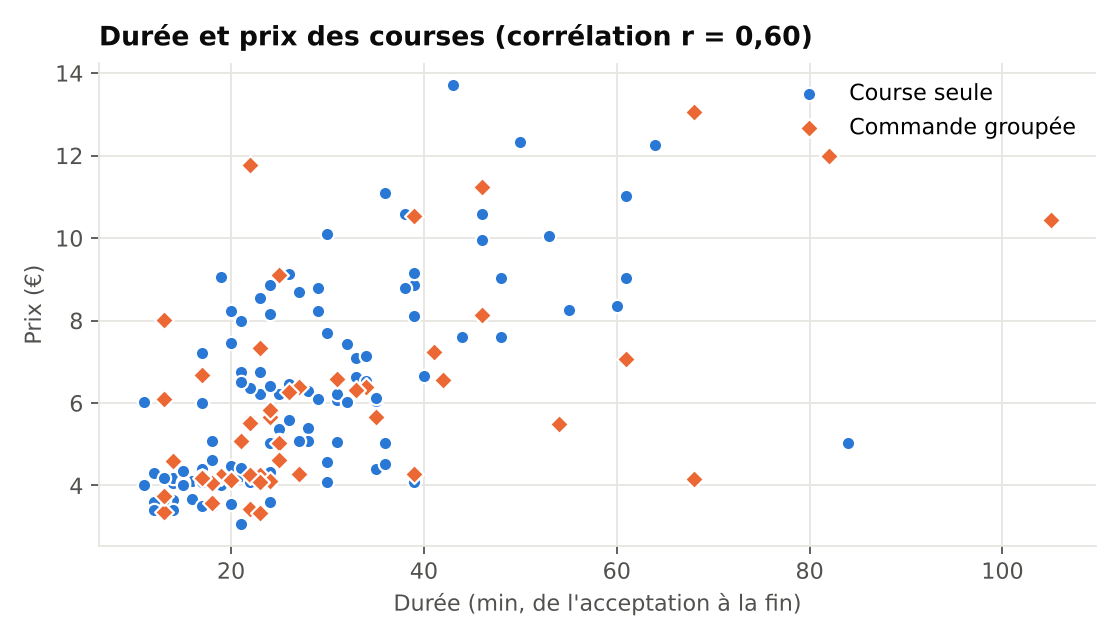 Durée et prix des courses (corrélation r = 0,60)
Course seule
Commande groupée
Prix (€)
14
12
10
8
6
4
20 40 60 80 100
Durée (min, de l'acceptation à la fin)